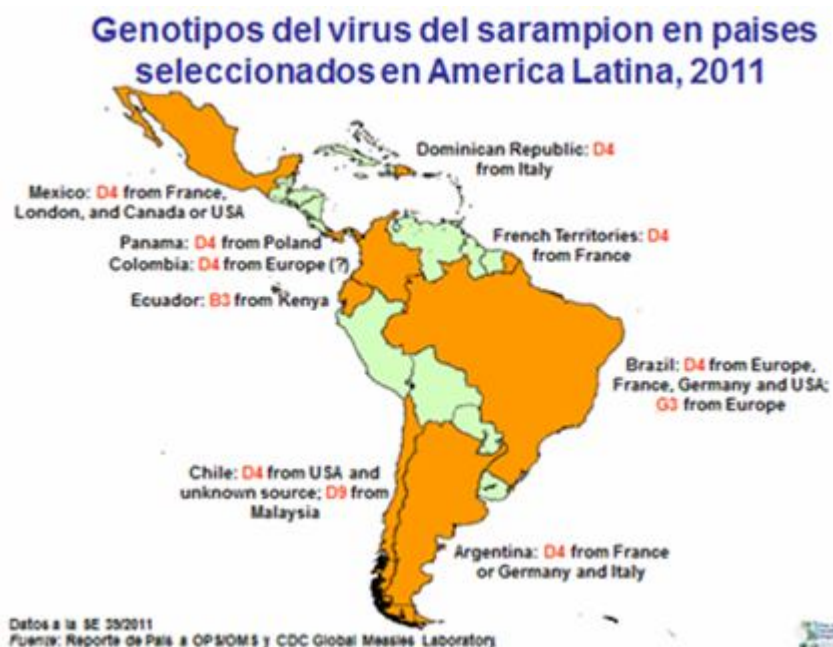 Genotipos del virus del sarampion en paises
seleccionados en America Latina, 2011
Dominican Republic: D4
from Italy
Mexico: D4 from France,
London, and Canada or USA
French Territories: D4
from France
Panama: D4 from Poland
Colombia: D4 from Europe (?)
Ecuador: B3 from Kenya
Brazil: D4 from Europe,
France, Germany and USA;
G3 from Europe
Chile: D4 from USA and
unknown source; D9 from
Malaysia
Argentina: D4 from France
or Germany and Italy
Datos a la SE 39/2011
Fuente: Reporte de Pais a OPS/OMS y CDC Global Measles Laboratory